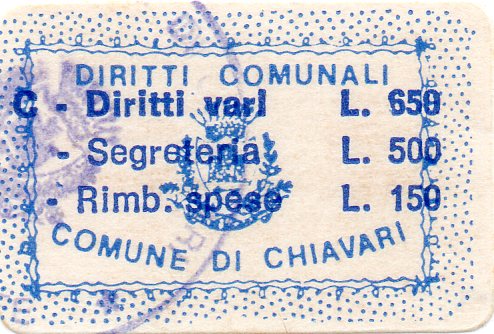 DIRITTI COMUNALI
C - Diritti vari L. 650
- Segreteria L. 500
- Rimb. spese L. 150
COMUNE DI CHIAVARI